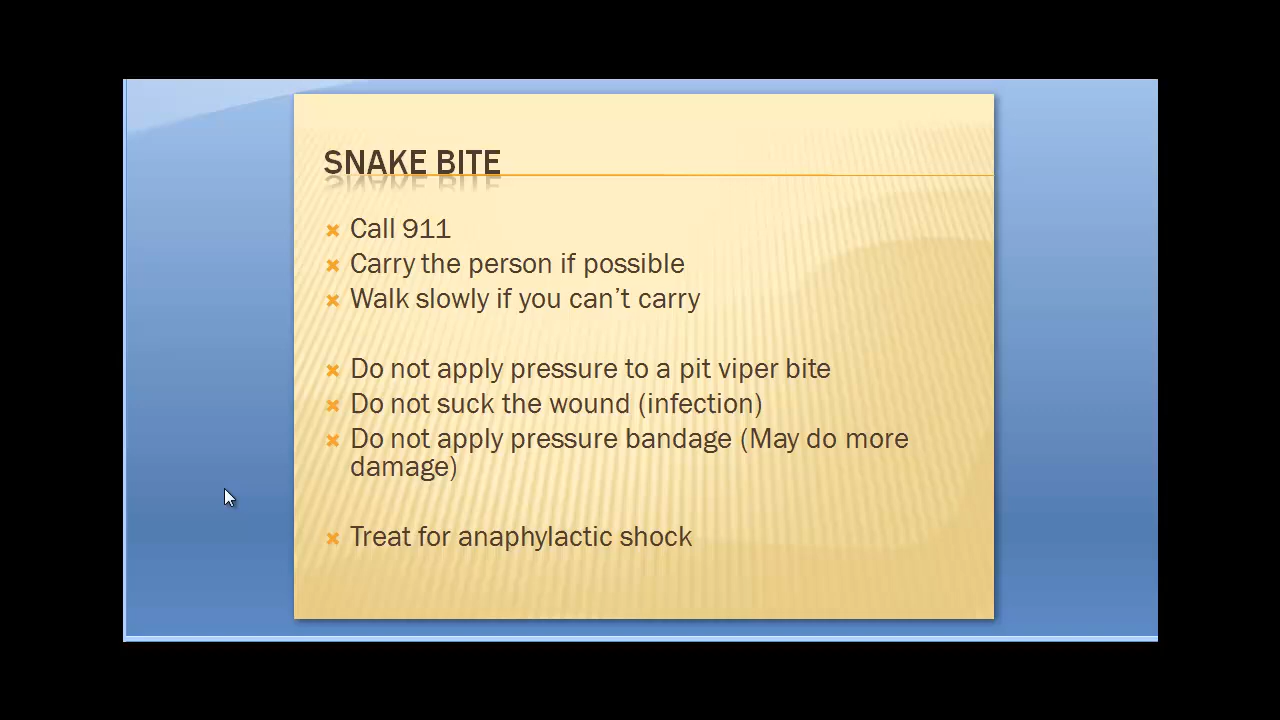 SNAKE BITE
Call 911
Carry the person if possible
Walk slowly if you can’t carry
Do not apply pressure to a pit viper bite
Do not suck the wound (infection)
Do not apply pressure bandage (May do more
damage)
Treat for anaphylactic shock